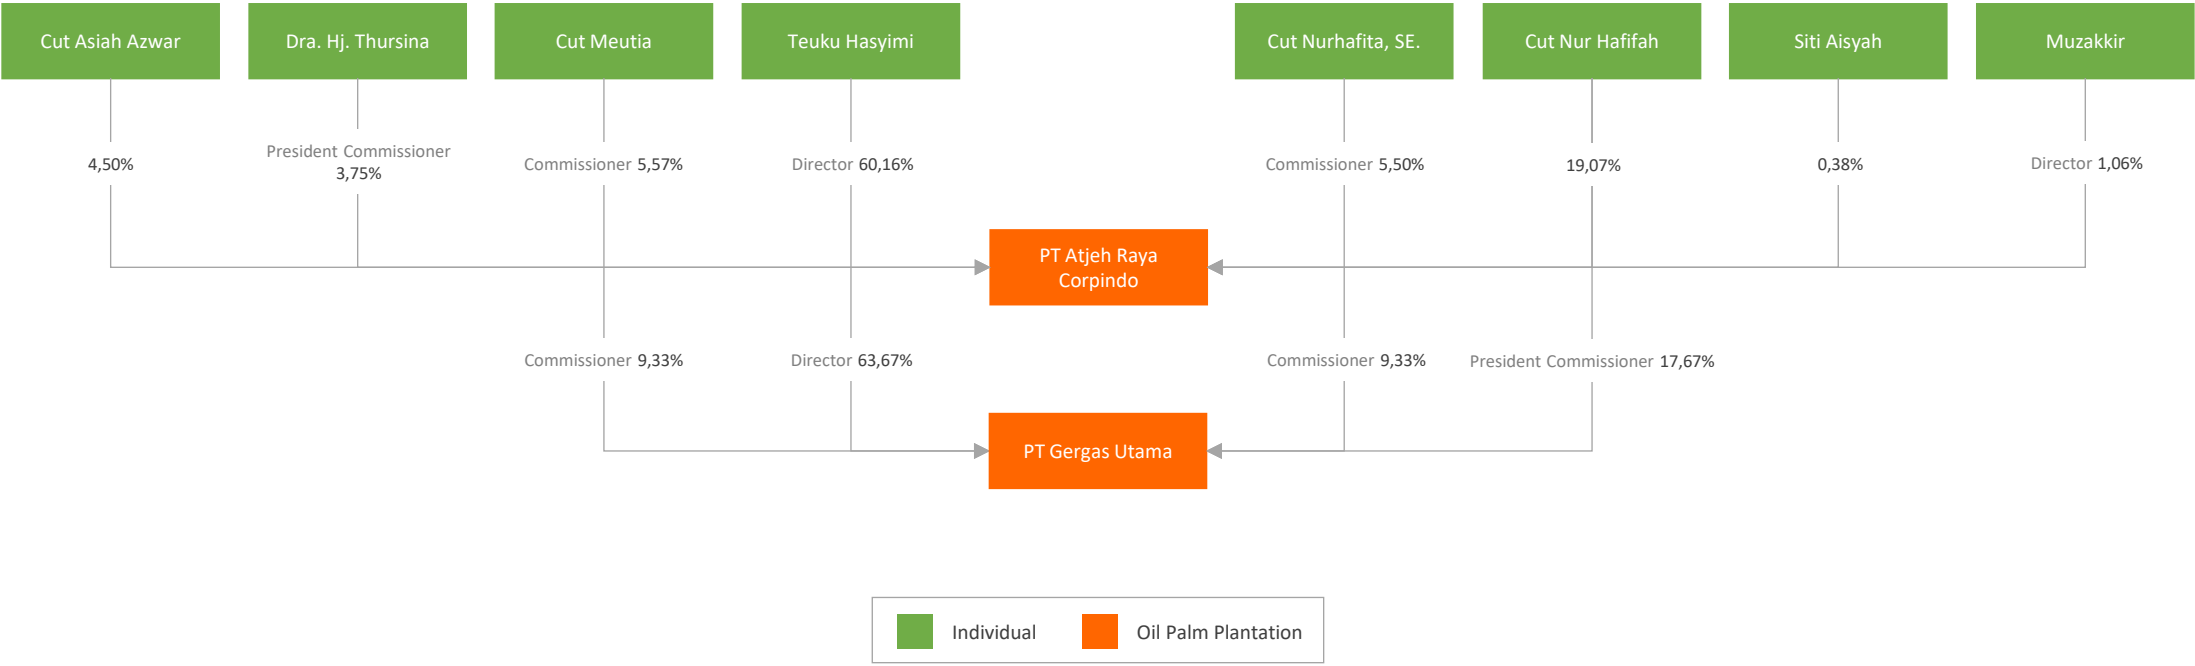 Cut Asiah Azwar
Dra. Hj. Thursina
Cut Meutia
Teuku Hasyimi
Cut Nurhafita, SE.
Cut Nur Hafifah
Siti Aisyah
Muzakkir
4,50%
President Commissioner
3,75%
Commissioner 5,57%
Director 60,16%
Commissioner 5,50%
19,07%
0,38%
Director 1,06%
PT Atjeh Raya
Corpindo
Commissioner 9,33%
Director 63,67%
Commissioner 9,33%
President Commissioner 17,67%
PT Gergas Utama
Individual
Oil Palm Plantation